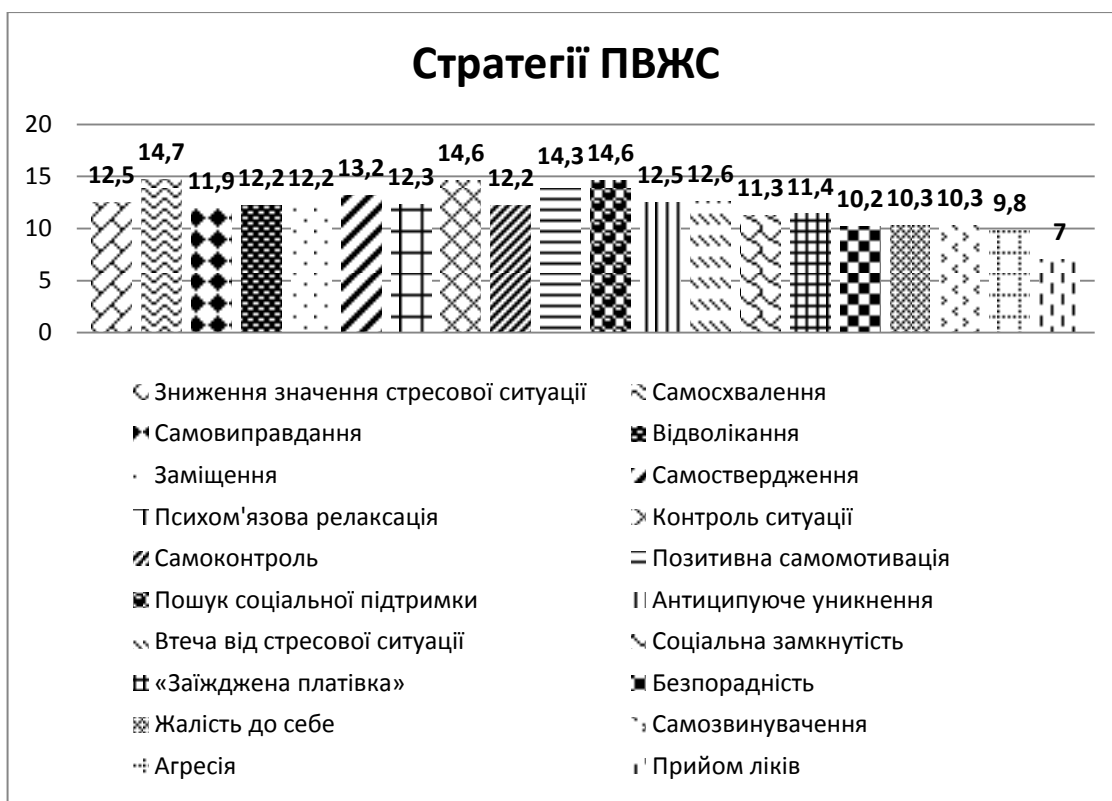 Стратегії ПВЖС
20
15
10
5
0
12,5 14,7 11,9 12,2 12,2 13,2 12,3 14,6 12,2 14,3 14,6 12,5 12,6 11,3 11,4 10,2 10,3 10,3 9,8 7
Зниження значення стресової ситуації Самосхвалення
Самовиправдання Відволікання
Заміщення Самоствердження
Психом'язова релаксація Контроль ситуації
Самоконтроль Позитивна самомотивація
Пошук соціальної підтримки Антиципуюче уникнення
Втеча від стресової ситуації Соціальна замкнутість
«Заїжджена платівка» Безпорадність
Жалість до себе Самозвинувачення
Агресія Прийом ліків